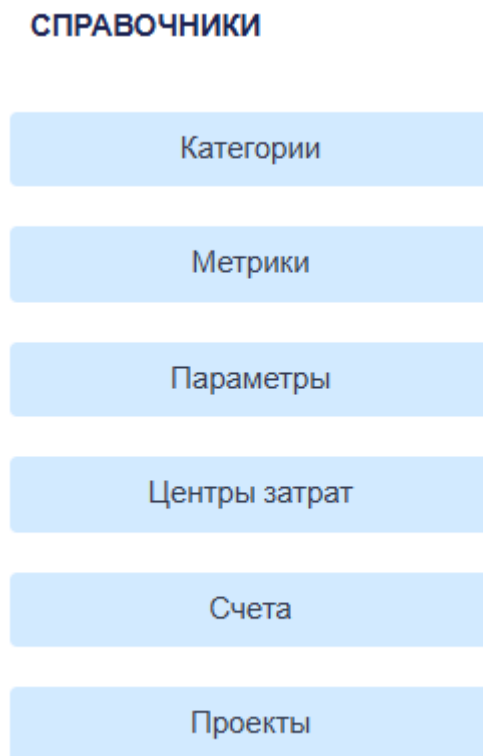 СПРАВОЧНИКИ
Категории
Метрики
Параметры
Центры затрат
Счета
Проекты